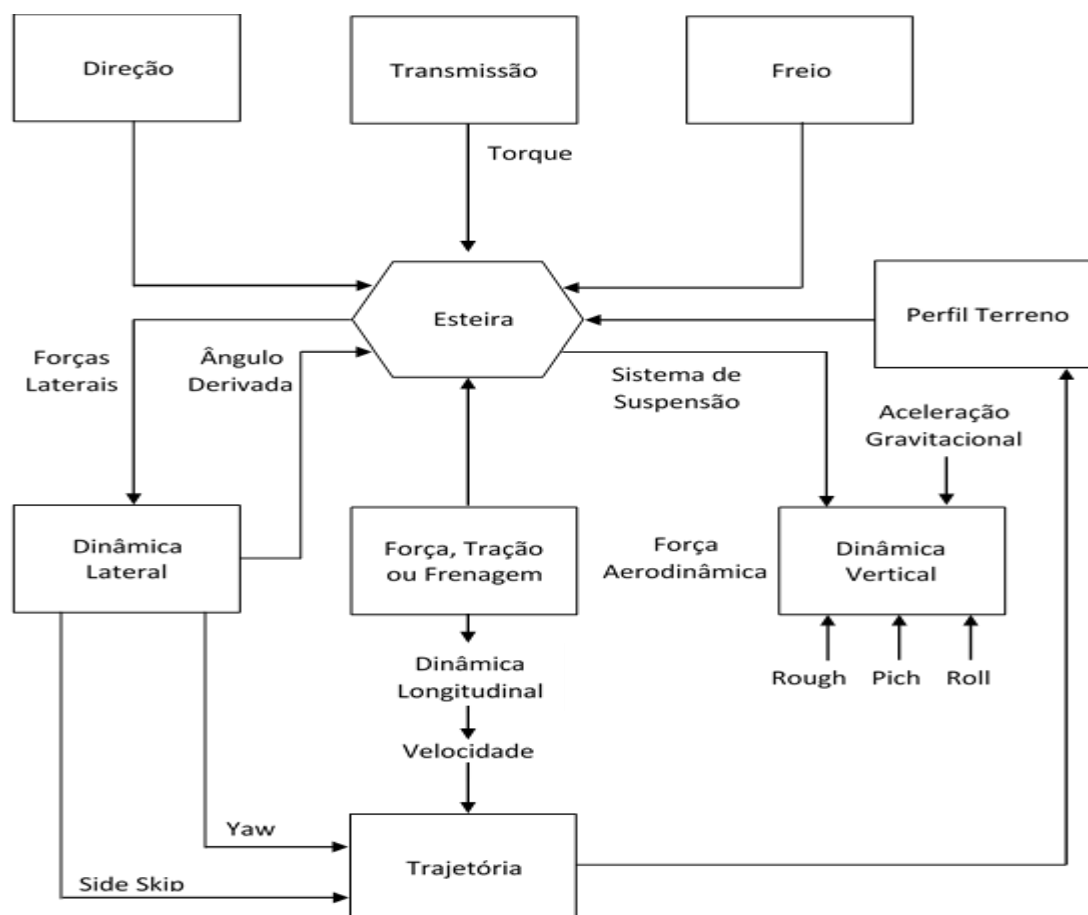 Direção
Transmissão
Freio
Torque
Esteira
Perfil Terreno
Forças
Laterais
Ângulo
Derivada
Sistema de
Suspensão
Aceleração
Gravitacional
Dinâmica
Lateral
Força, Tração
ou Frenagem
Força
Aerodinâmica
Dinâmica
Vertical
Dinâmica
Longitudinal
Rough
Pich
Roll
Velocidade
Yaw
Trajetória
Side Skip